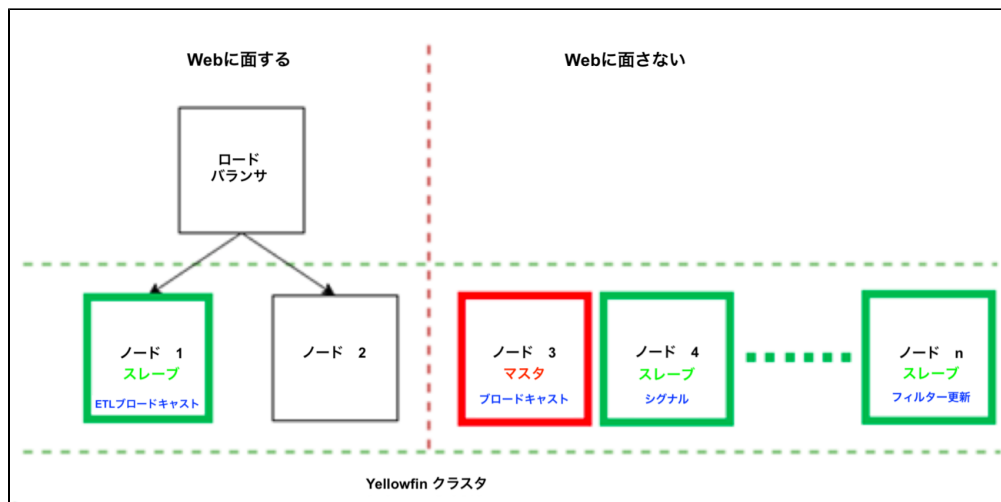 Webに面する
Webに面さない
ロード
バランサ
ノード　1
スレーブ
ETLブロードキャスト
ノード　2
ノード　3
マスタ
ブロードキャスト
ノード　4
スレーブ
シグナル
ノード　n
スレーブ
フィルター更新
Yellowfin クラスタ